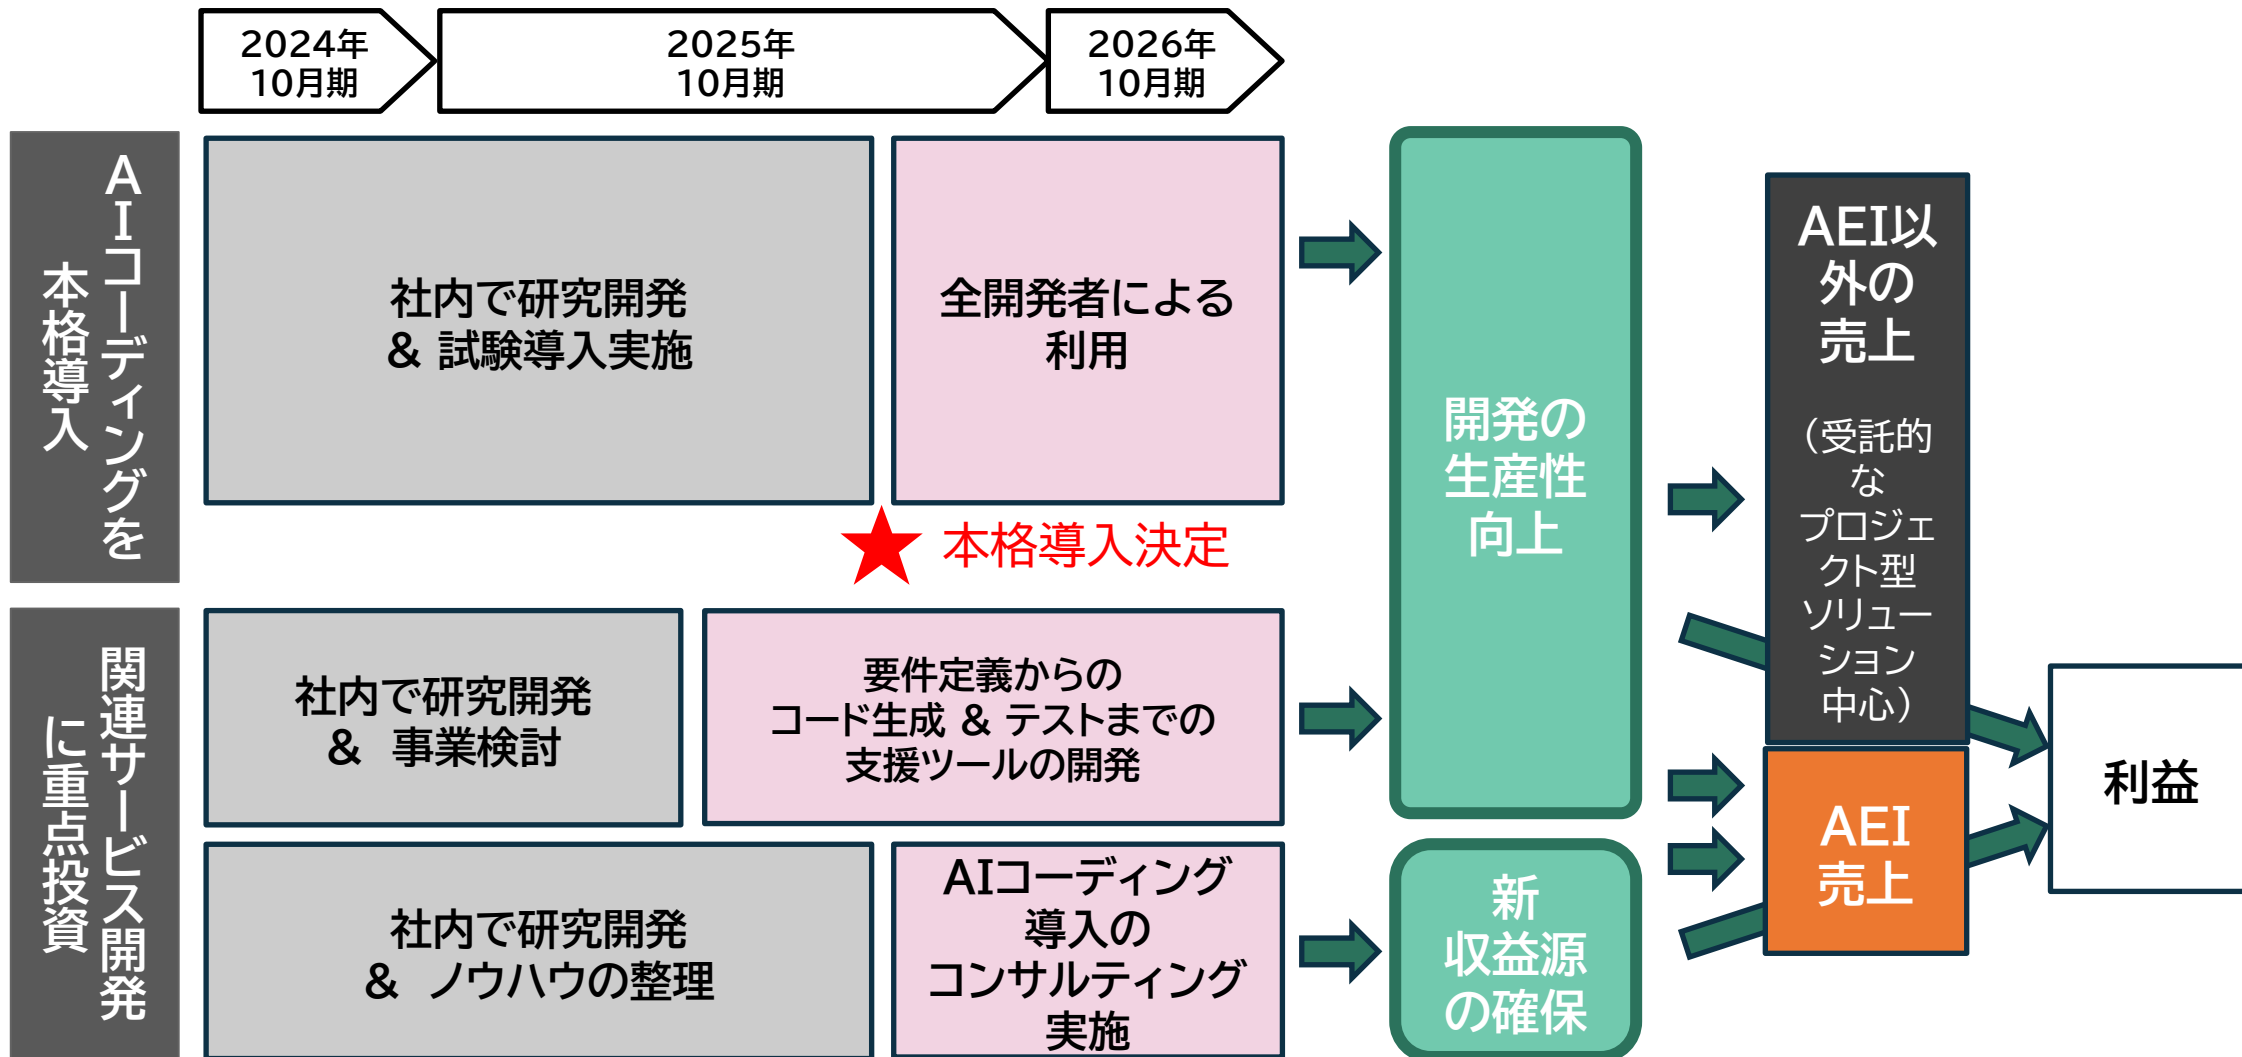 2024年
10月期
2025年
10月期
2026年
10月期
AIコーディングを
本格導入
社内で研究開発
& 試験導入実施
全開発者による
利用
本格導入決定
関連サービス開発
に重点投資
社内で研究開発
& 事業検討
要件定義からの
コード生成 & テストまでの
支援ツールの開発
社内で研究開発
& ノウハウの整理
AIコーディング
導入の
コンサルティング
実施
開発の
生産性
向上
新
収益源
の確保
AEI以
外の
売上
（受託的
な
プロジェ
クト型
ソリュー
ション
中心）
AEI
売上
利益